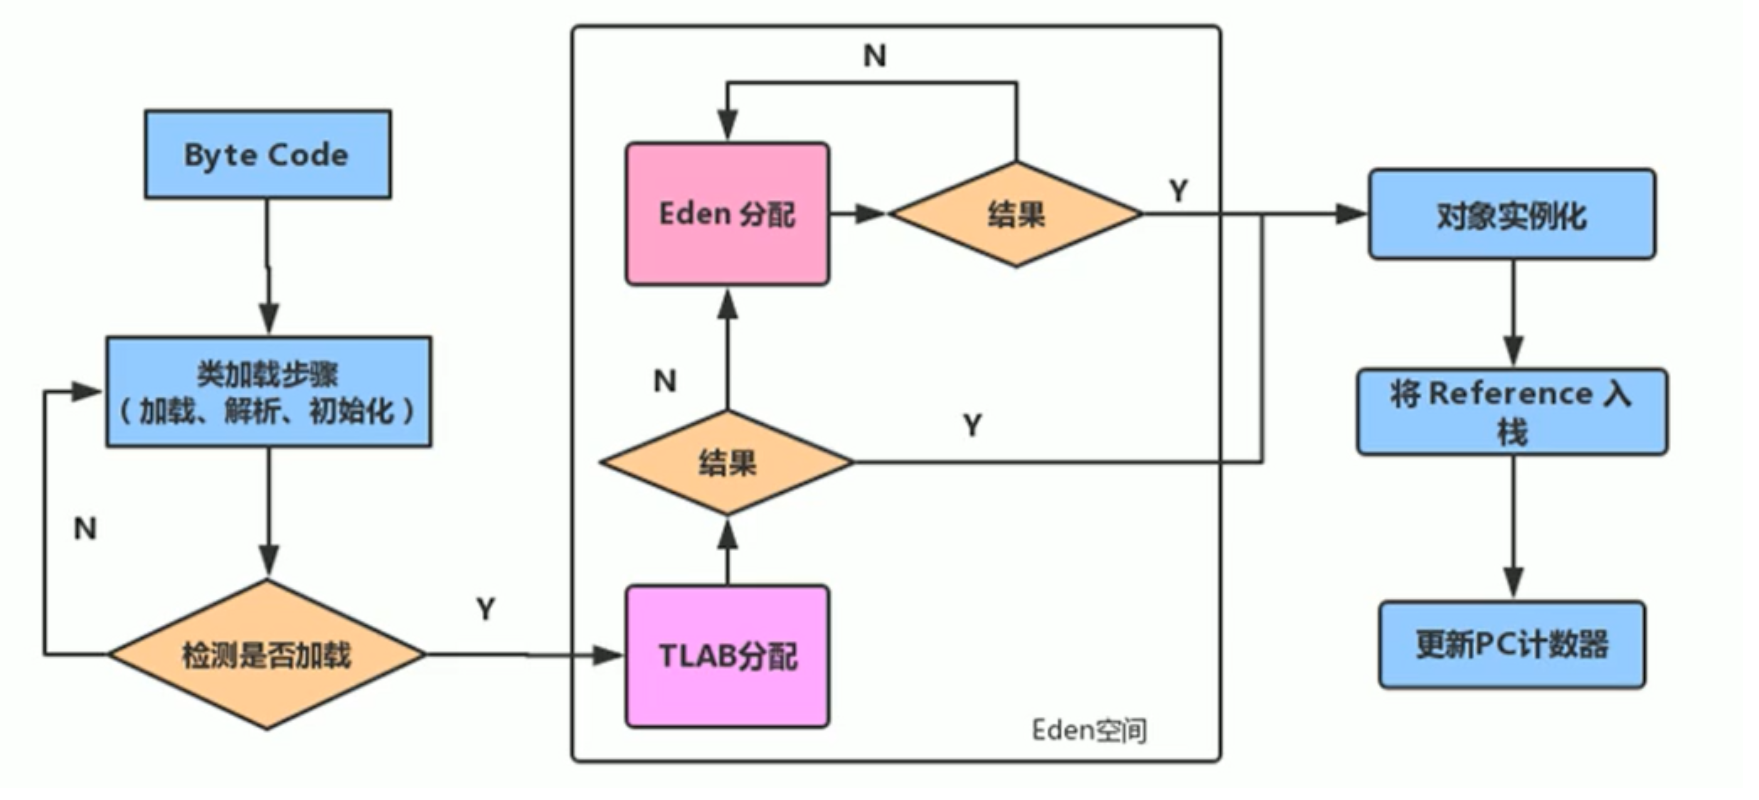 Byte Code
类加载步骤
（ 加载、解析、初始化 ）
N
检测是否加载
Y
N
Eden 分配
结果
Y
N
结果
Y
TLAB分配
Eden空间
对象实例化
将 Reference 入
栈
更新PC计数器